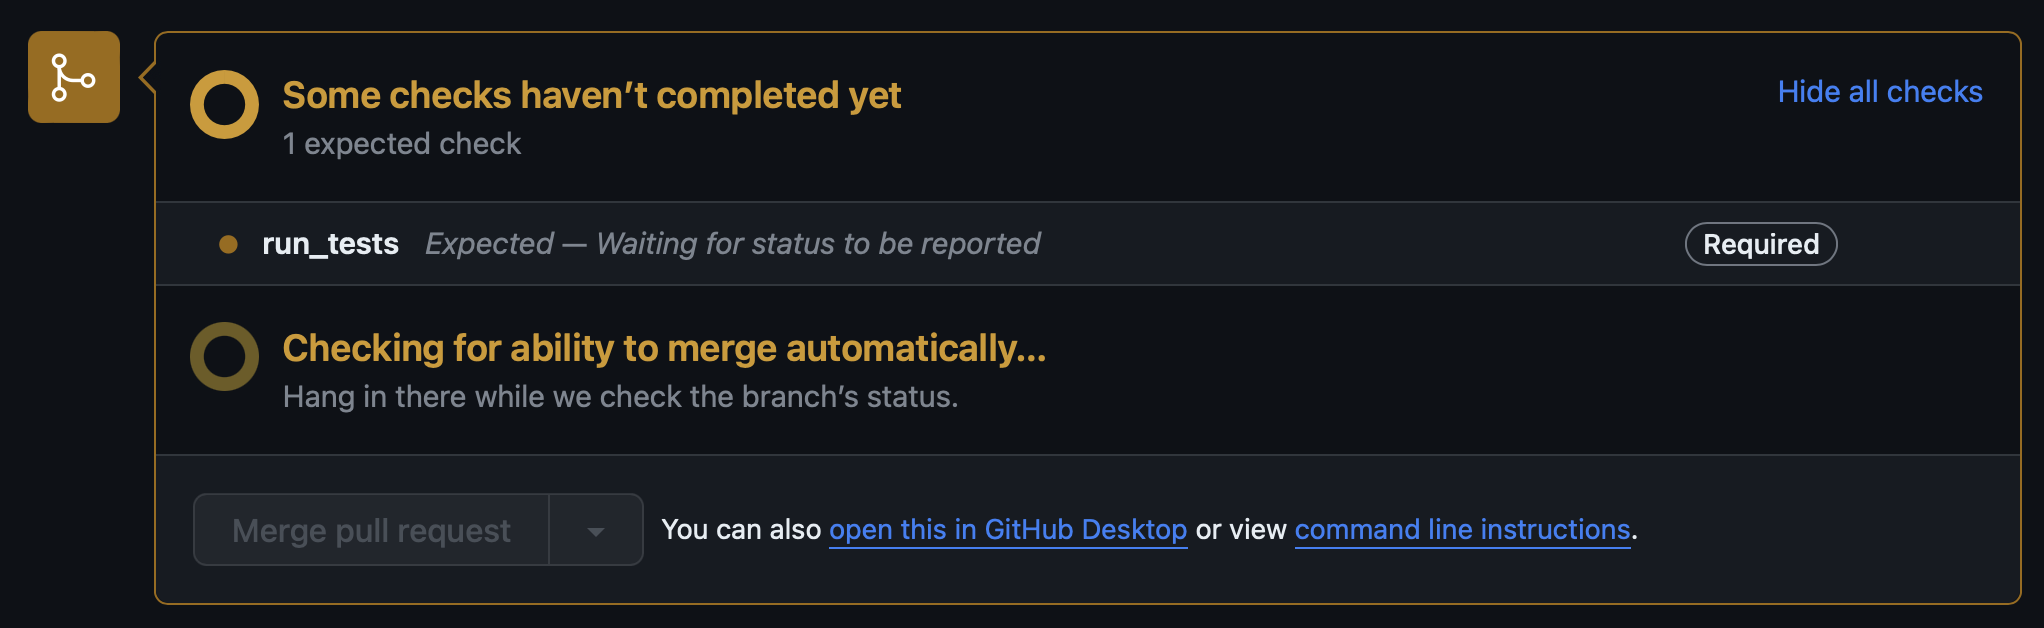 Some checks haven’t completed yet
Hide all checks
1 expected check
run_tests Expected — Waiting for status to be reported Required
Checking for ability to merge automatically...
Hang in there while we check the branch’s status.
Merge pull request You can also open this in GitHub Desktop or view command line instructions.